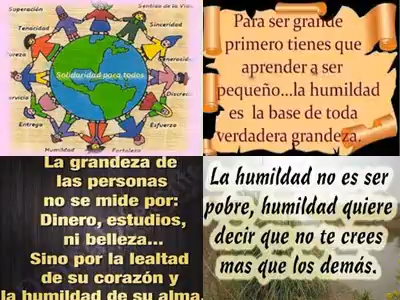 Superación
Sentido de la Vida
Tenacidad
Sinceridad
Solidaridad para todos
Entrega
Esfuerzo
Humildad
Fortaleza
Para ser grande
primero tienes que
aprender a ser
pequeño...la humildad
es la base de toda
verdadera grandeza.
La grandeza de
las personas
no se mide por:
Dinero, estudios,
ni belleza...
Sino por la lealtad
de su corazón y
la humildad de su alma.
La humildad no es ser
pobre, humildad quiere
decir que no te crees
mas que los demás.